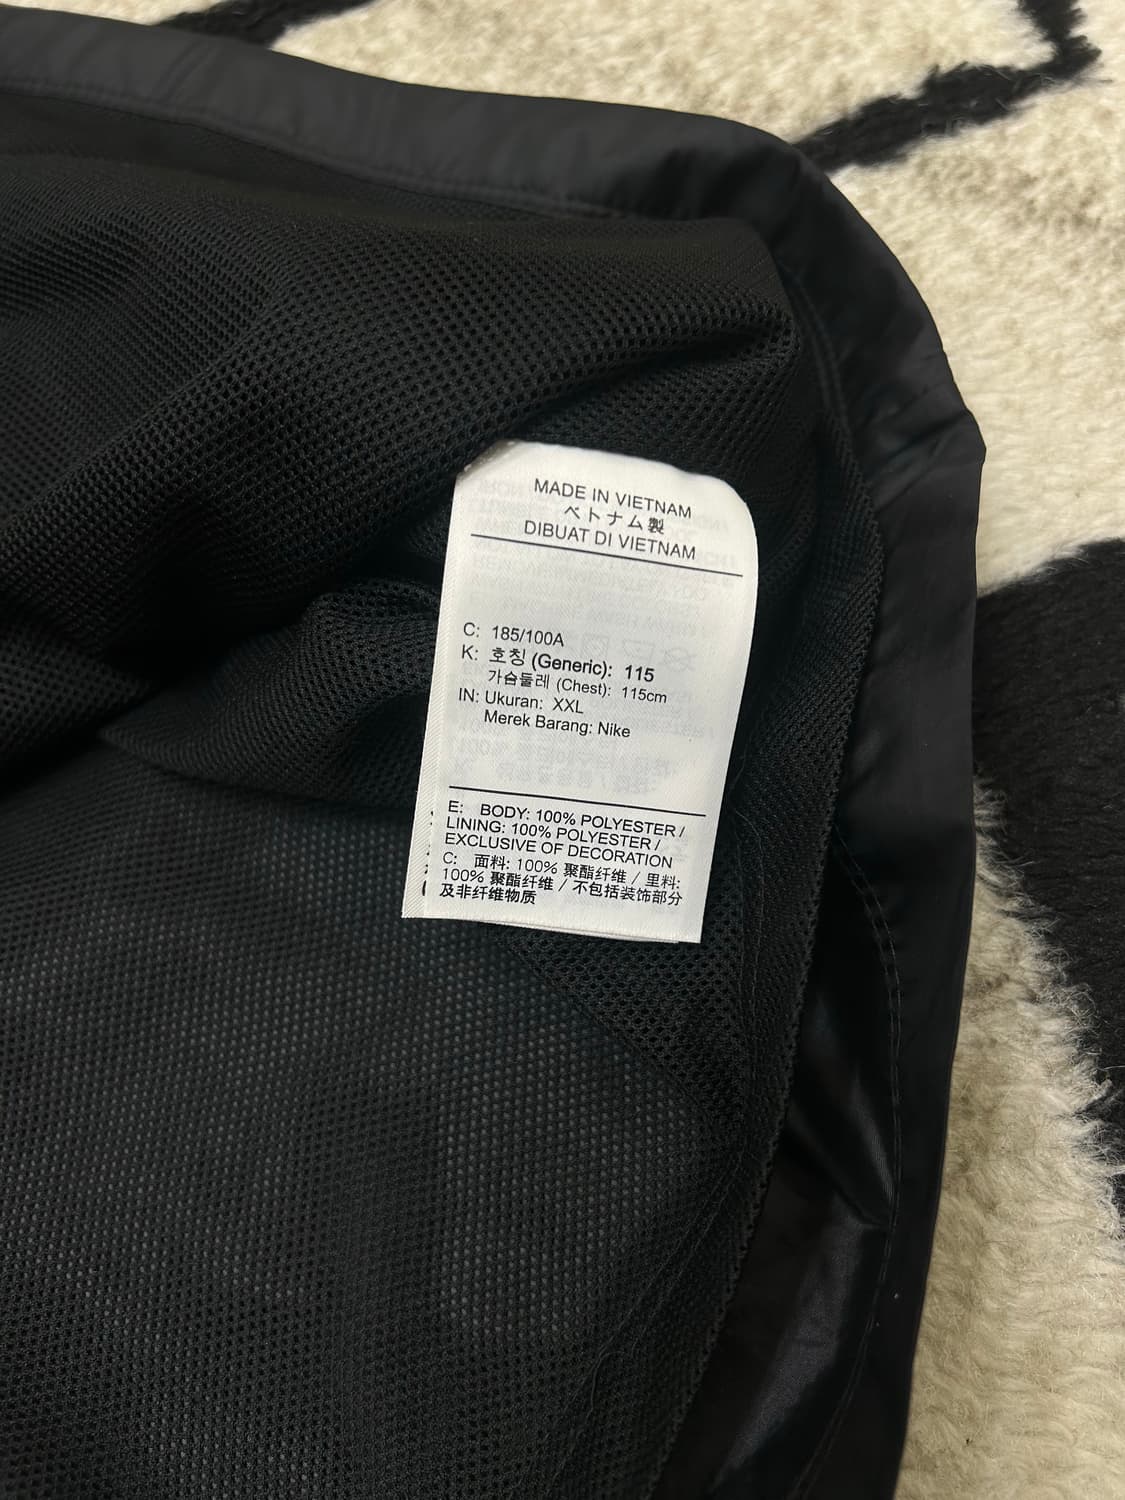 MADE IN VIETNAM
ベトナム製
DIBUAT DI VIETNAM
C: 185/100A
K: 호칭 (Generic): 115
가슴둘레 (Chest): 115cm
IN: Ukuran: XXL
Merek Barang: Nike
E: BODY: 100% POLYESTER /
LINING: 100% POLYESTER /
EXCLUSIVE OF DECORATION
C: 面料: 100% 聚酯纤维 / 里料:
100% 聚酯纤维 / 不包括装饰部分
及非纤维物质